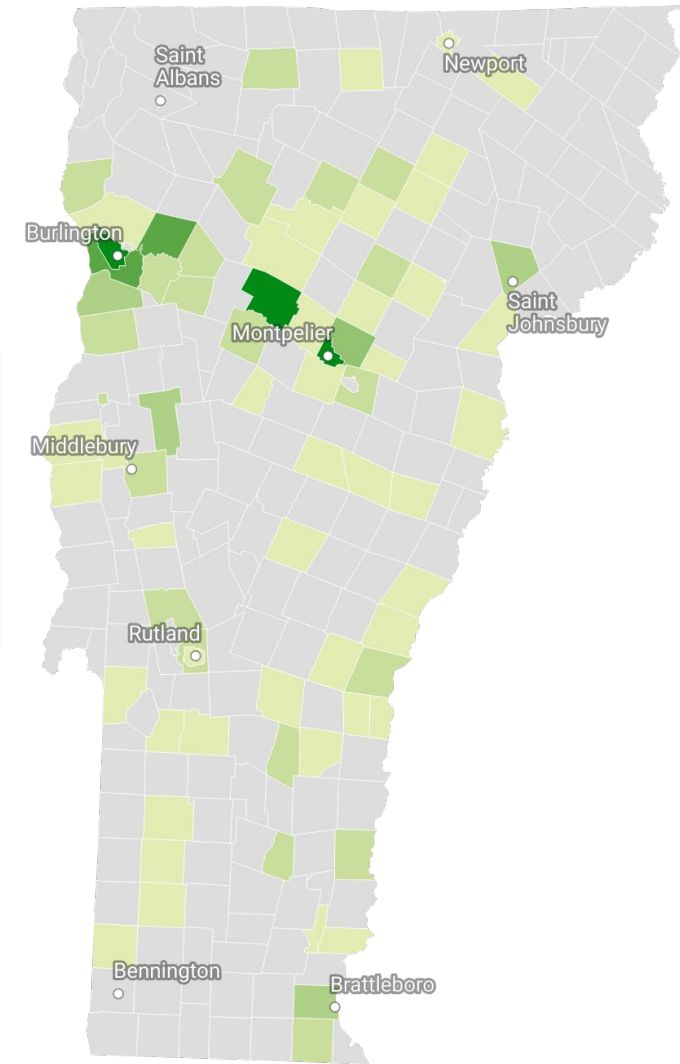 Saint
Albans
Newport
Burlington
Saint
Johnsbury
Montpelier
Middlebury
Rutland
Bennington
Brattleboro